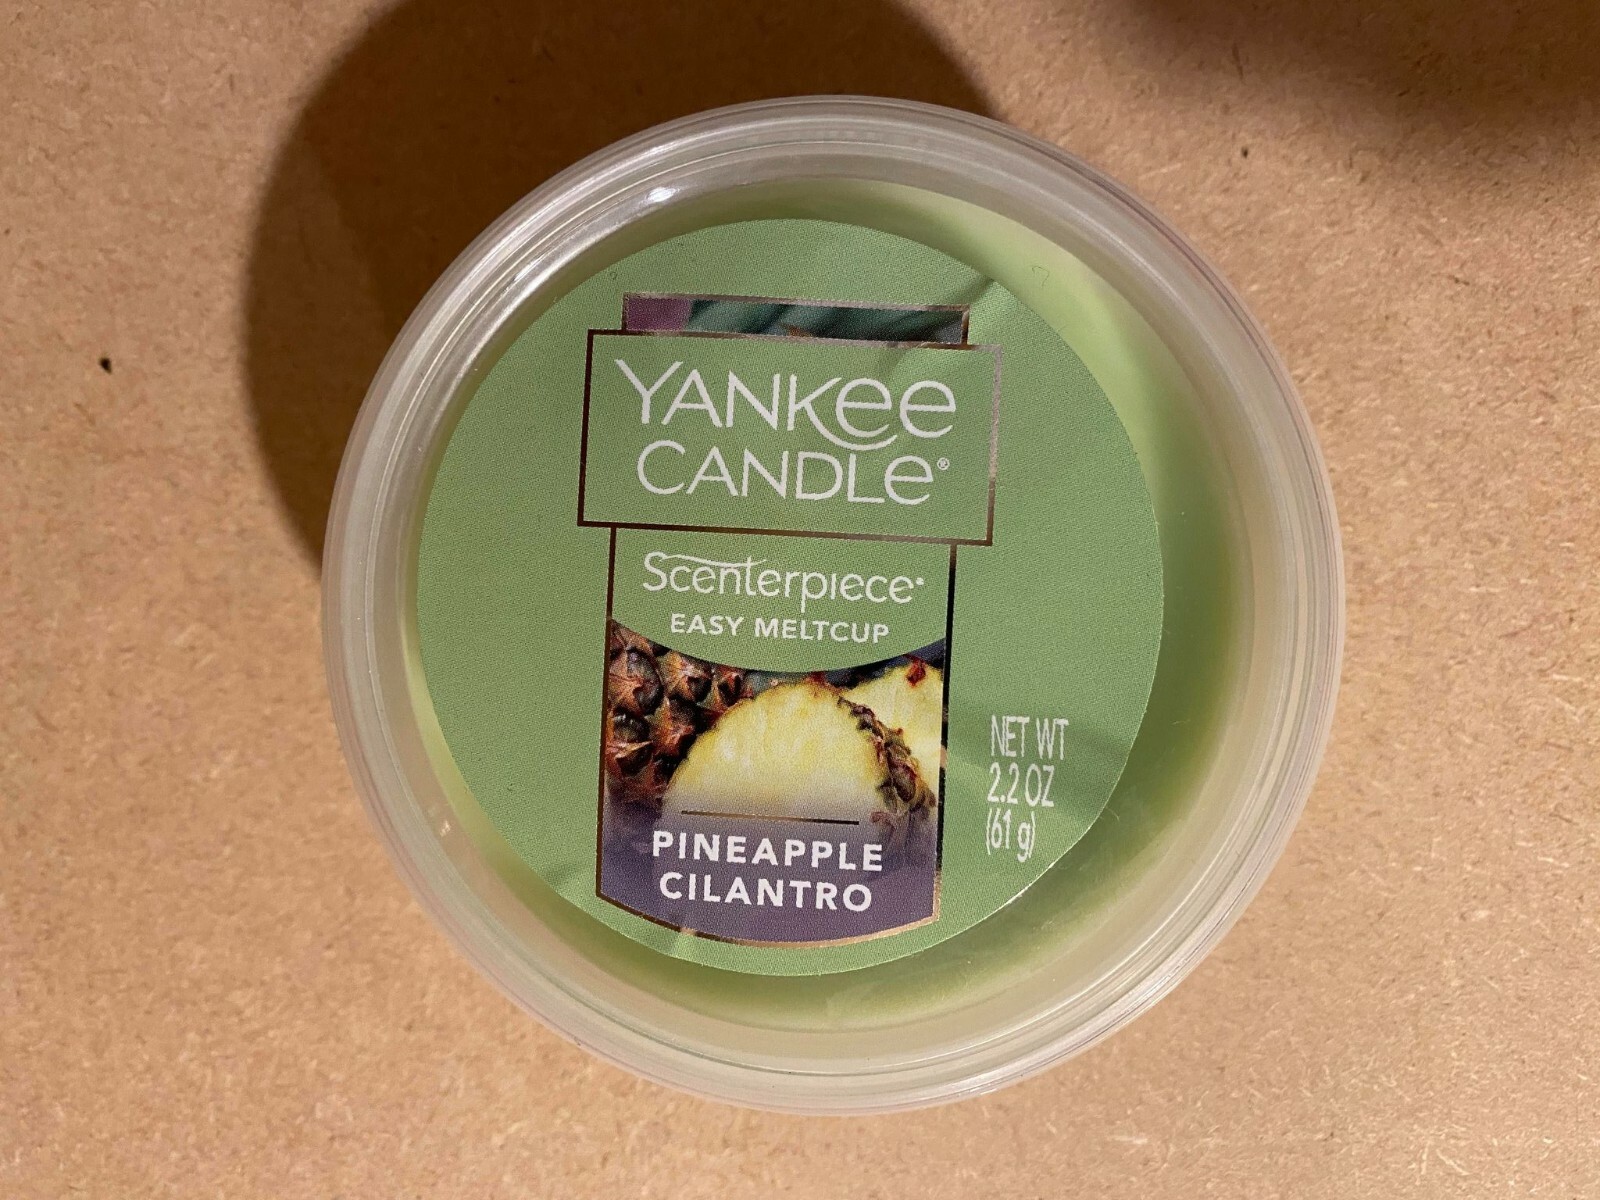 YANKEE
CANDLE®
Scenterpiece®
EASY MELTCUP
PINEAPPLE
CILANTRO
NET WT
2.2 OZ
(61 g)